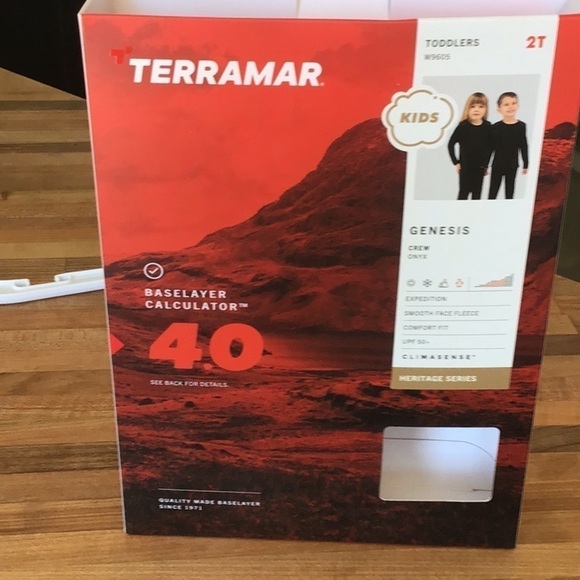 TERRAMAR
TODDLERS 2T
W9605
KIDS
GENESIS
CREW
ONYX
EXPEDITION
SMOOTH FACE FLEECE
COMFORT FIT
UPF 50+
CLIMASENSE
HERITAGE SERIES
BASELAYER
CALCULATOR™
4.0
SEE BACK FOR DETAILS.
QUALITY MADE BASELAYER
SINCE 1971